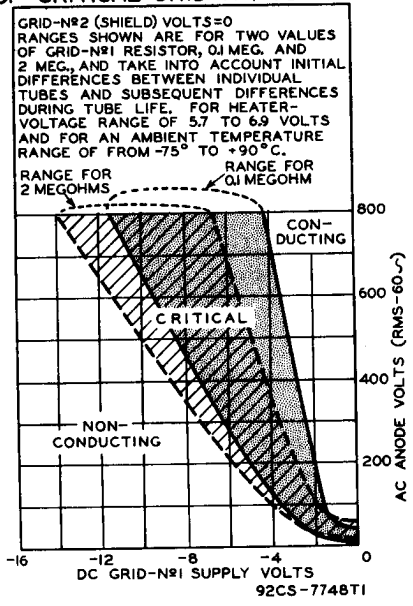 GRID-Nº2 (SHIELD) VOLTS=0
RANGES SHOWN ARE FOR TWO VALUES
OF GRID-Nº1 RESISTOR, 0.1 MEG. AND
2 MEG., AND TAKE INTO ACCOUNT INITIAL
DIFFERENCES BETWEEN INDIVIDUAL
TUBES AND SUBSEQUENT DIFFERENCES
DURING TUBE LIFE. FOR HEATER-
VOLTAGE RANGE OF 5.7 TO 6.9 VOLTS
AND FOR AN AMBIENT TEMPERATURE
RANGE OF FROM -75° TO +90°C.
RANGE FOR
2 MEGOHMS
RANGE FOR
0.1 MEGOHM
CON-
DUCTING
CRITICAL
NON-
CONDUCTING
800
600
400
200
0
AC ANODE VOLTS (RMS-60∿)
-16 -12 -8 -4
DC GRID-Nº1 SUPPLY VOLTS
92CS-7748T1